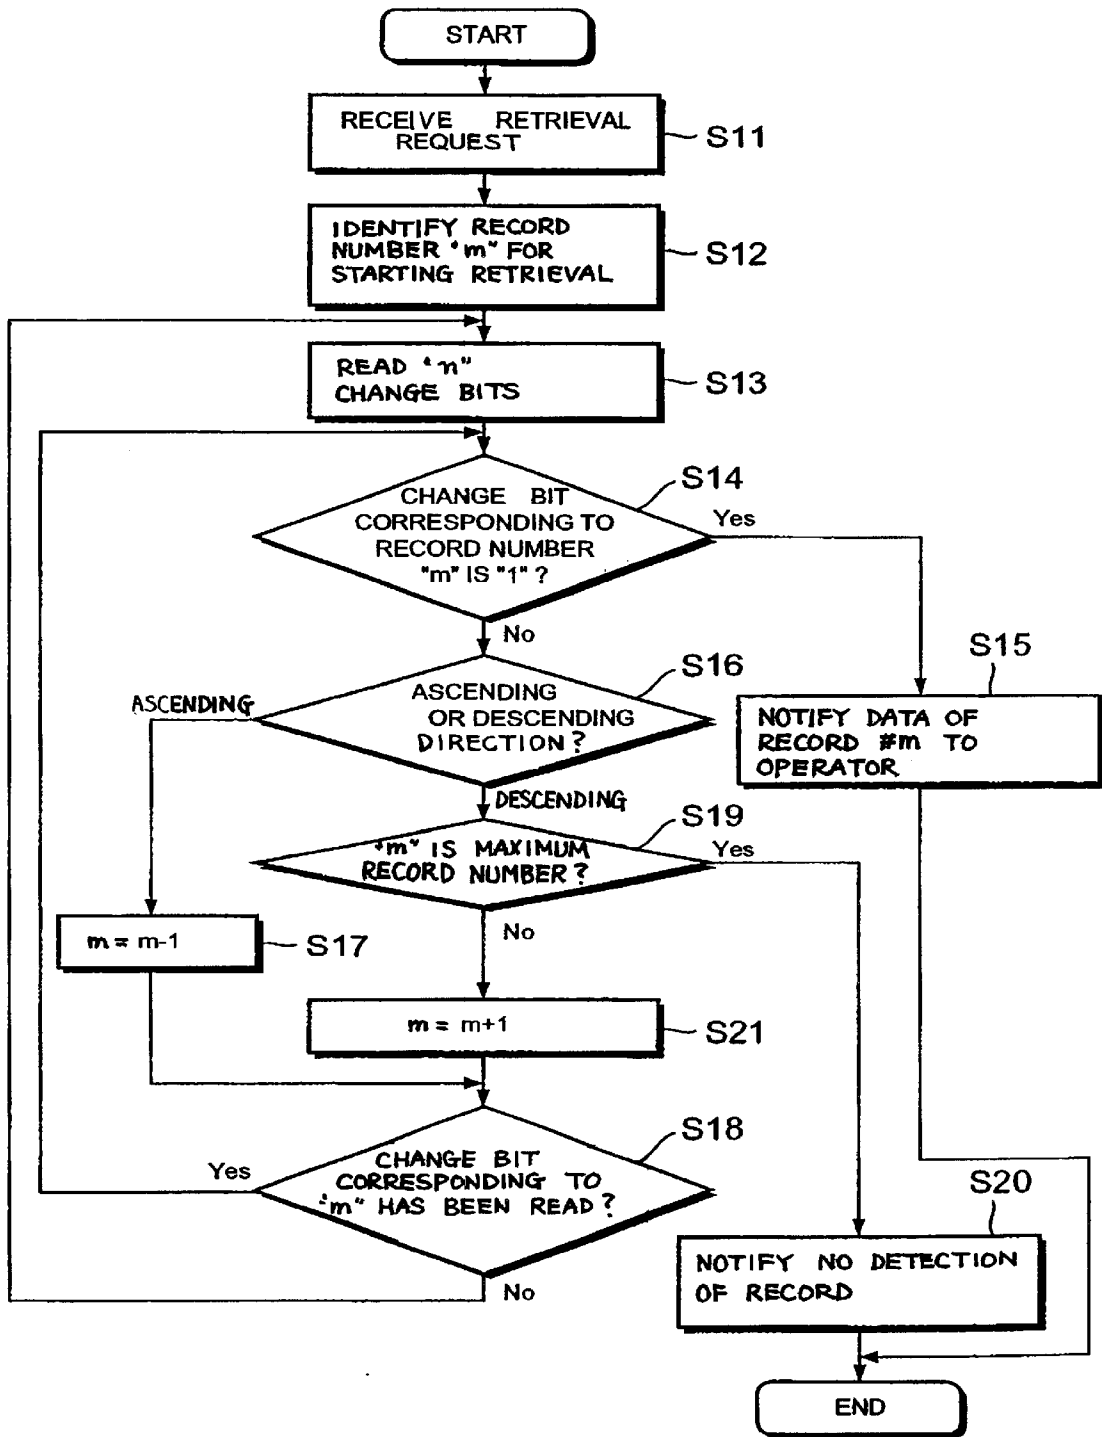 START
RECEIVE RETRIEVAL
REQUEST
S11
IDENTIFY RECORD
NUMBER "m" FOR
STARTING RETRIEVAL
S12
READ "n"
CHANGE BITS
S13
CHANGE BIT
CORRESPONDING TO
RECORD NUMBER
"m" IS "1" ?
S14
Yes
No
S15
NOTIFY DATA OF
RECORD #m TO
OPERATOR
ASCENDING
OR DESCENDING
DIRECTION?
S16
ASCENDING
DESCENDING
"m" IS MAXIMUM
RECORD NUMBER?
S19
Yes
No
m = m-1
S17
m = m+1
S21
CHANGE BIT
CORRESPONDING TO
"m" HAS BEEN READ?
S18
Yes
No
S20
NOTIFY NO DETECTION
OF RECORD
END